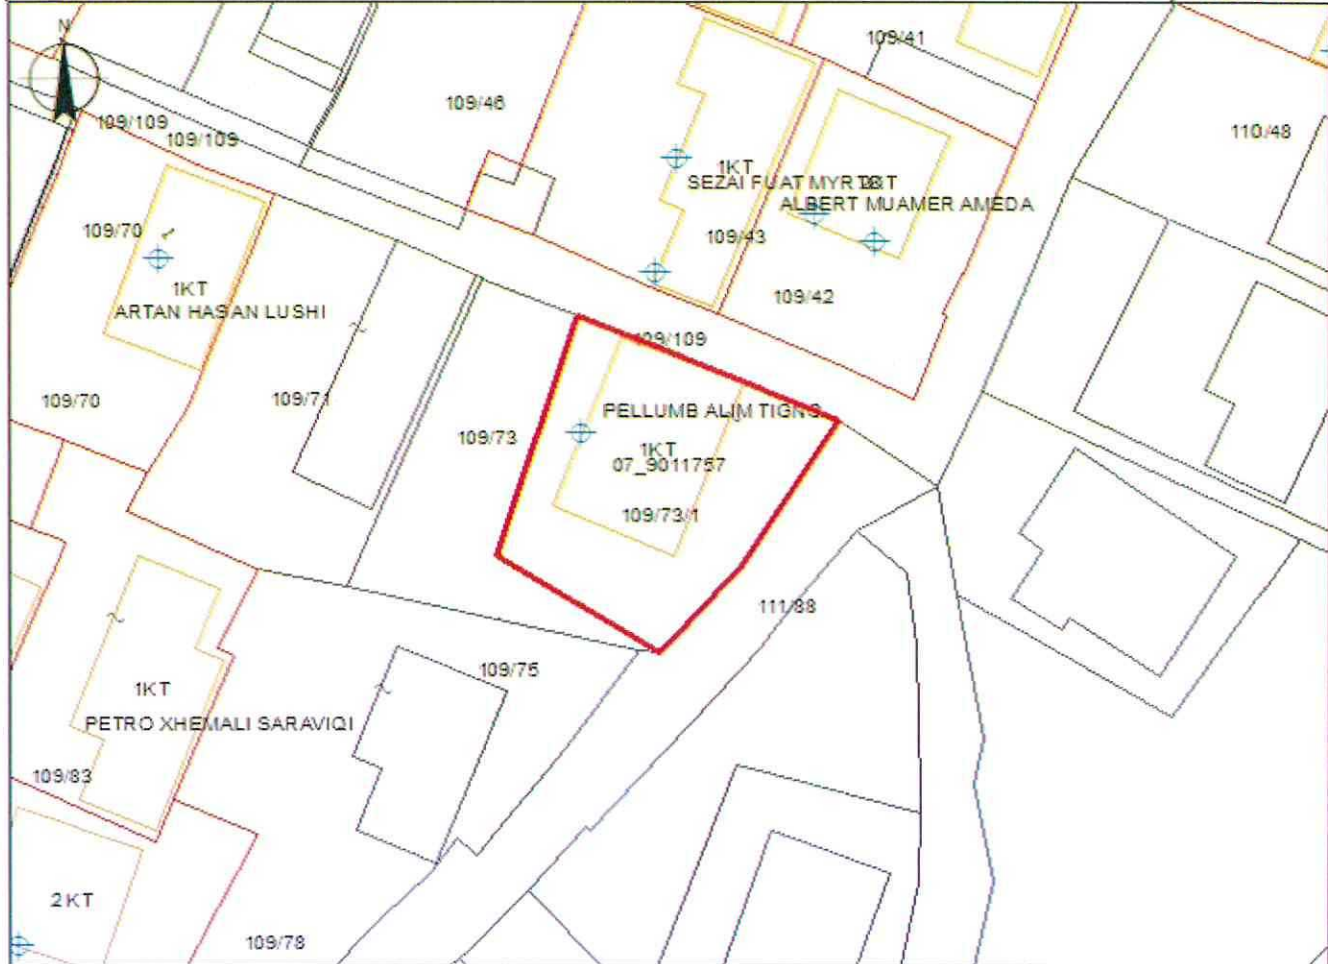 N
109/41
109/46
109/109
109/109
110/48
1KT
SEZAI FUAT MYRT
ALBERT MUAMER AMEDA
109/70
109/43
1KT
109/42
ARTAN HASAN LUSHI
109/109
109/70
109/71
PELLUMB ALIM
109/73
1KT
07_9011757
109/73/1
111/88
109/75
1KT
PETRO XHEMALI SARAVIQI
109/83
2KT
109/78